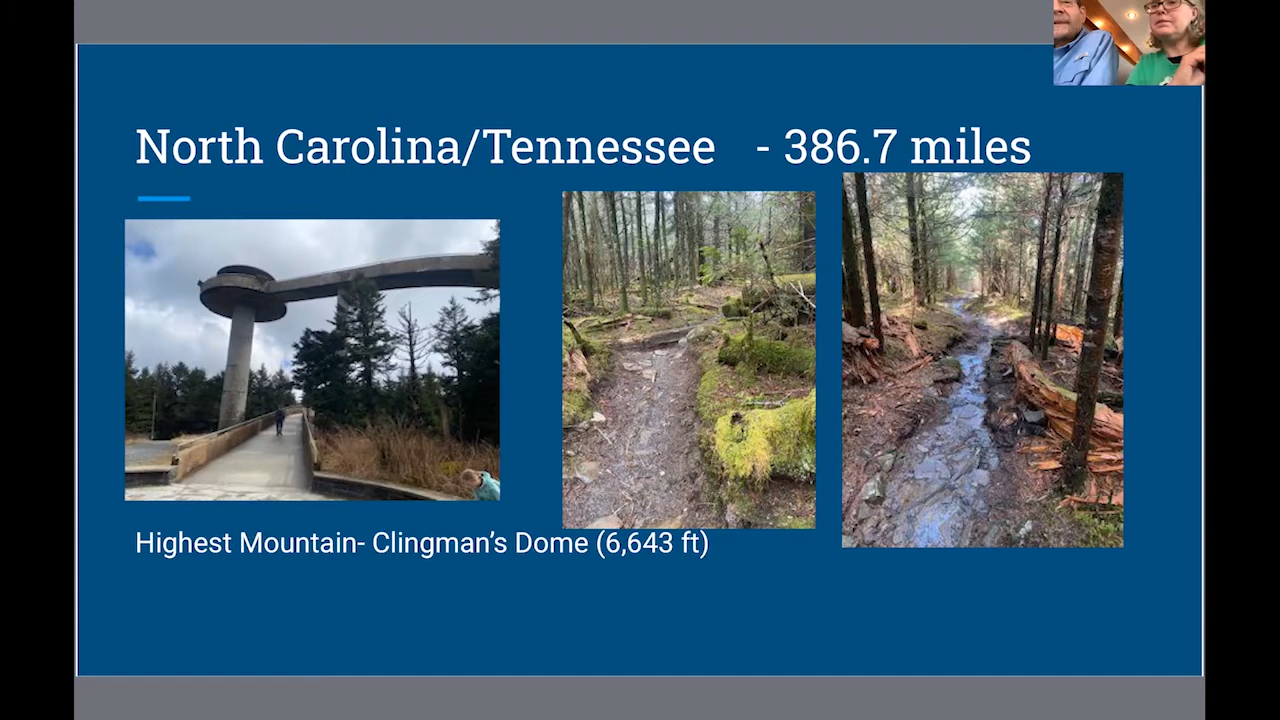 North Carolina/Tennessee - 386.7 miles
Highest Mountain- Clingman’s Dome (6,643 ft)